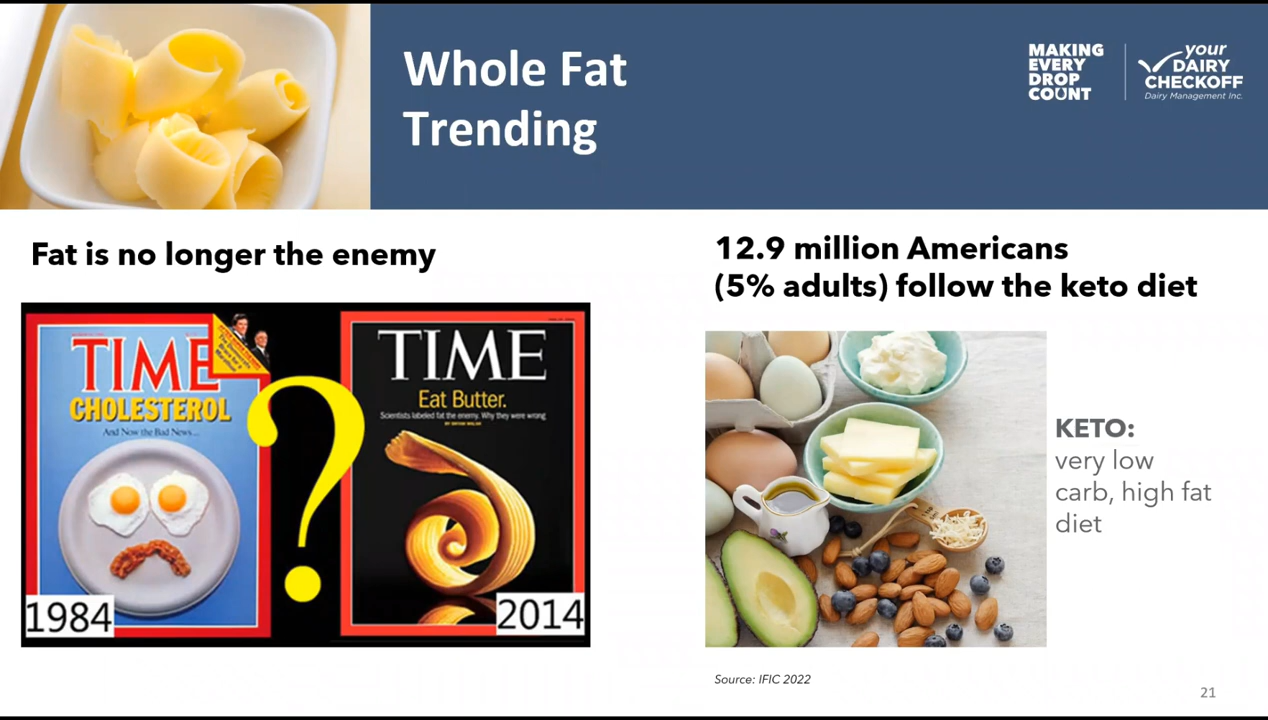 Whole Fat
Trending
MAKING
EVERY
DROP
COUNT
your
DAIRY
CHECKOFF
Dairy Management Inc.
Fat is no longer the enemy
12.9 million Americans
(5% adults) follow the keto diet
TIME
CHOLESTEROL
And Now the Bad News...
1984
?
TIME
Eat Butter.
Scientists labeled fat the enemy. Why they were wrong
BY BRYAN WALSH
2014
KETO:
very low
carb, high fat
diet
Source: IFIC 2022
21